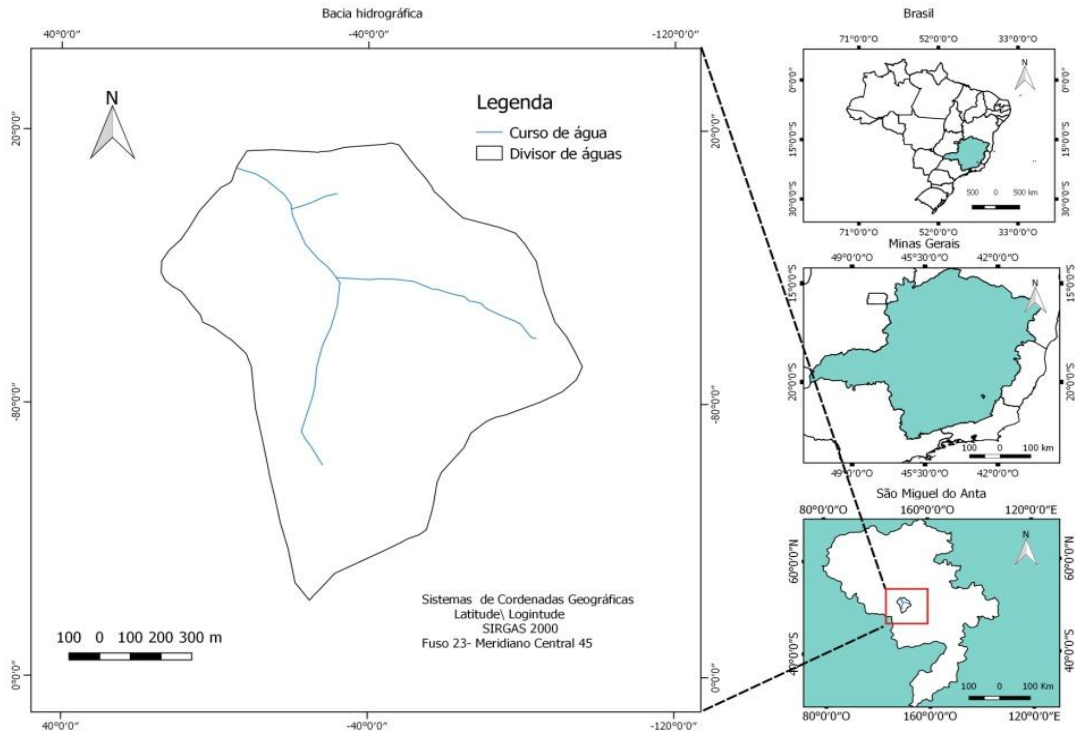 Bacia hidrográfica
40°0'0"
-40°0'0"
-120°0'0"
N
Legenda
Curso de água
Divisor de águas
20°0'0"
20°0'0"
-80°0'0"
-80°0'0"
0°0'0"
0°0'0"
Sistemas de Cordenadas Geográficas
Latitude\ Logintude
SIRGAS 2000
Fuso 23- Meridiano Central 45
100 0 100 200 300 m
40°0'0"
-40°0'0"
-120°0'0"
Brasil
71°0'0"O 52°0'0"O 33°0'0"O
N
0°0'0"
0°0'0"
15°0'0"S
15°0'0"S
30°0'0"S
30°0'0"S
500 0 500 km
71°0'0"O 52°0'0"O 33°0'0"O
Minas Gerais
49°0'0"O 45°30'0"O 42°0'0"O
N
15°0'0"S
15°0'0"S
20°0'0"S
20°0'0"S
100 0 100 km
49°0'0"O 45°30'0"O 42°0'0"O
São Miguel do Anta
80°0'0"O 160°0'0"O 120°0'0"E
N
60°0'0"N
60°0'0"N
40°0'0"S
40°0'0"S
100 0 100 Km
80°0'0"O 160°0'0"O 120°0'0"E